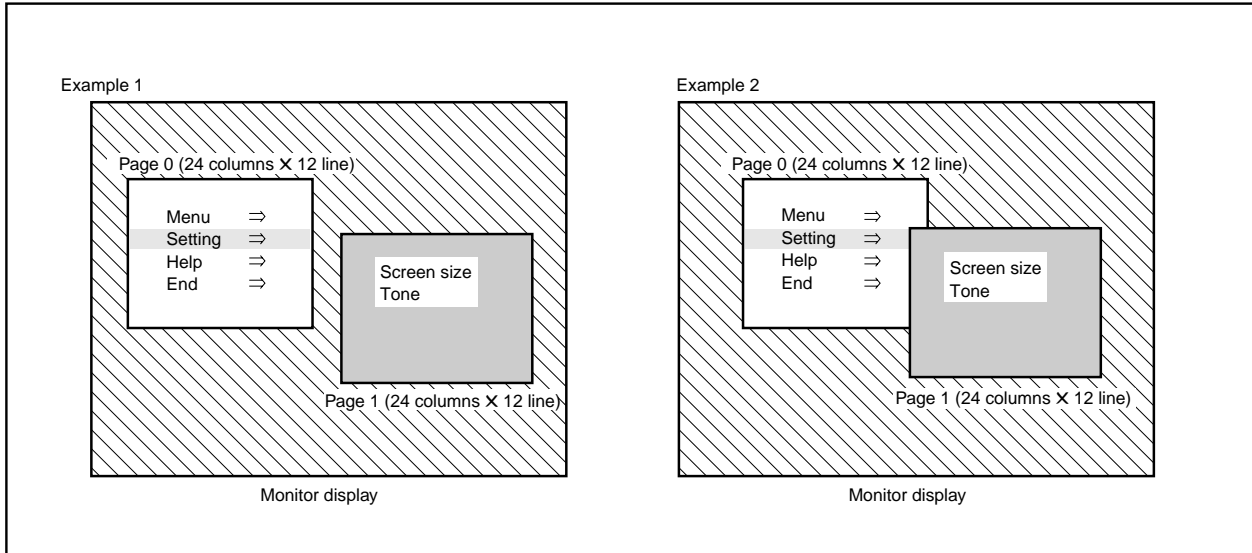 Example 1
Page 0 (24 columns ✕ 12 line)
Menu ⇒
Setting ⇒
Help ⇒
End ⇒
Screen size
Tone
Page 1 (24 columns ✕ 12 line)
Monitor display
Example 2
Page 0 (24 columns ✕ 12 line)
Menu ⇒
Setting ⇒
Help ⇒
End ⇒
Screen size
Tone
Page 1 (24 columns ✕ 12 line)
Monitor display